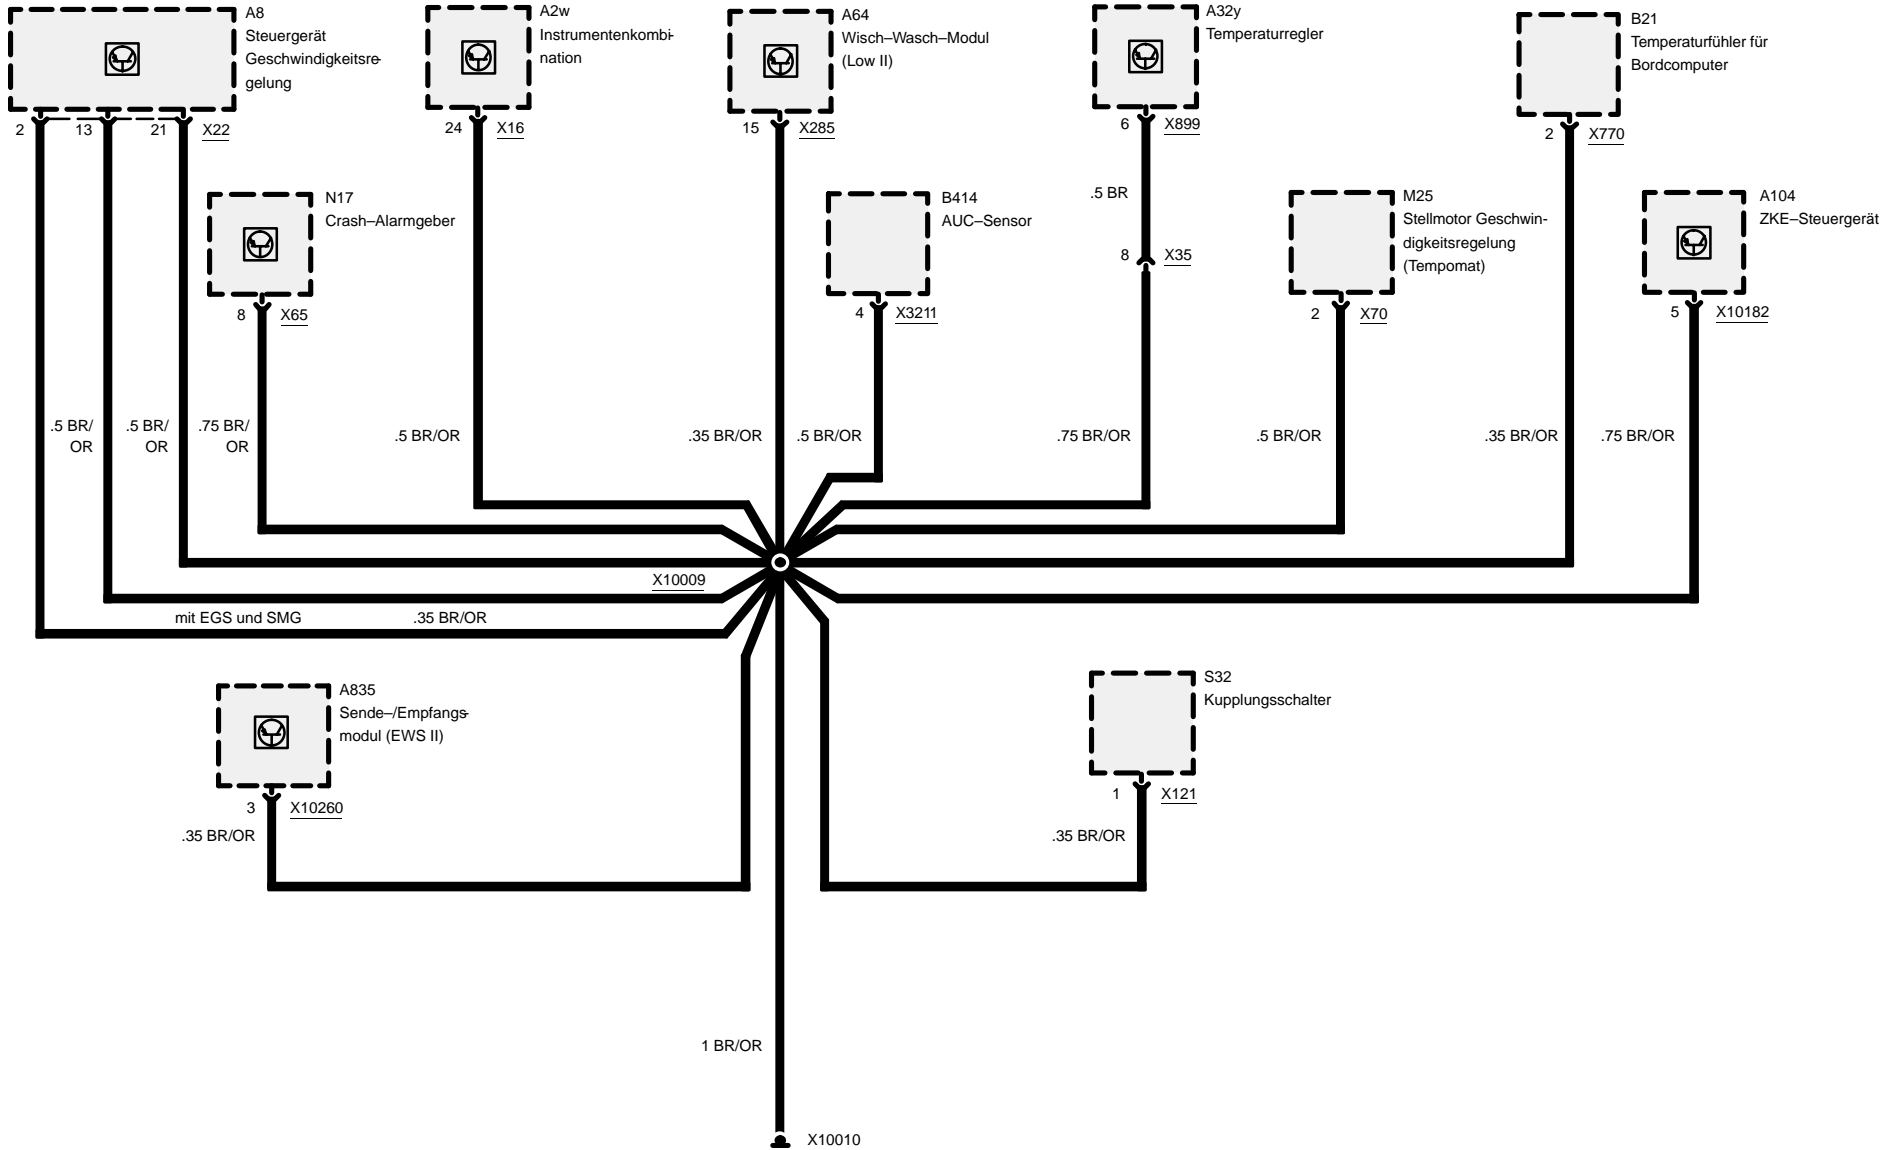 A8
Steuergerät
Geschwindigkeitsre-
gelung
2
13
21
X22
A2w
Instrumentenkombi-
nation
24
X16
A64
Wisch–Wasch–Modul
(Low II)
15
X285
A32y
Temperaturregler
6
X899
B21
Temperaturfühler für
Bordcomputer
2
X770
N17
Crash–Alarmgeber
8
X65
B414
AUC–Sensor
4
X3211
.5 BR
8
X35
M25
Stellmotor Geschwin-
digkeitsregelung
(Tempomat)
2
X70
A104
ZKE–Steuergerät
5
X10182
.5 BR/
OR
.5 BR/
OR
.75 BR/
OR
.5 BR/OR
.35 BR/OR
.5 BR/OR
.75 BR/OR
.5 BR/OR
.35 BR/OR
.75 BR/OR
X10009
mit EGS und SMG
.35 BR/OR
A835
Sende–/Empfangs-
modul (EWS II)
3
X10260
.35 BR/OR
S32
Kupplungsschalter
1
X121
.35 BR/OR
1 BR/OR
X10010